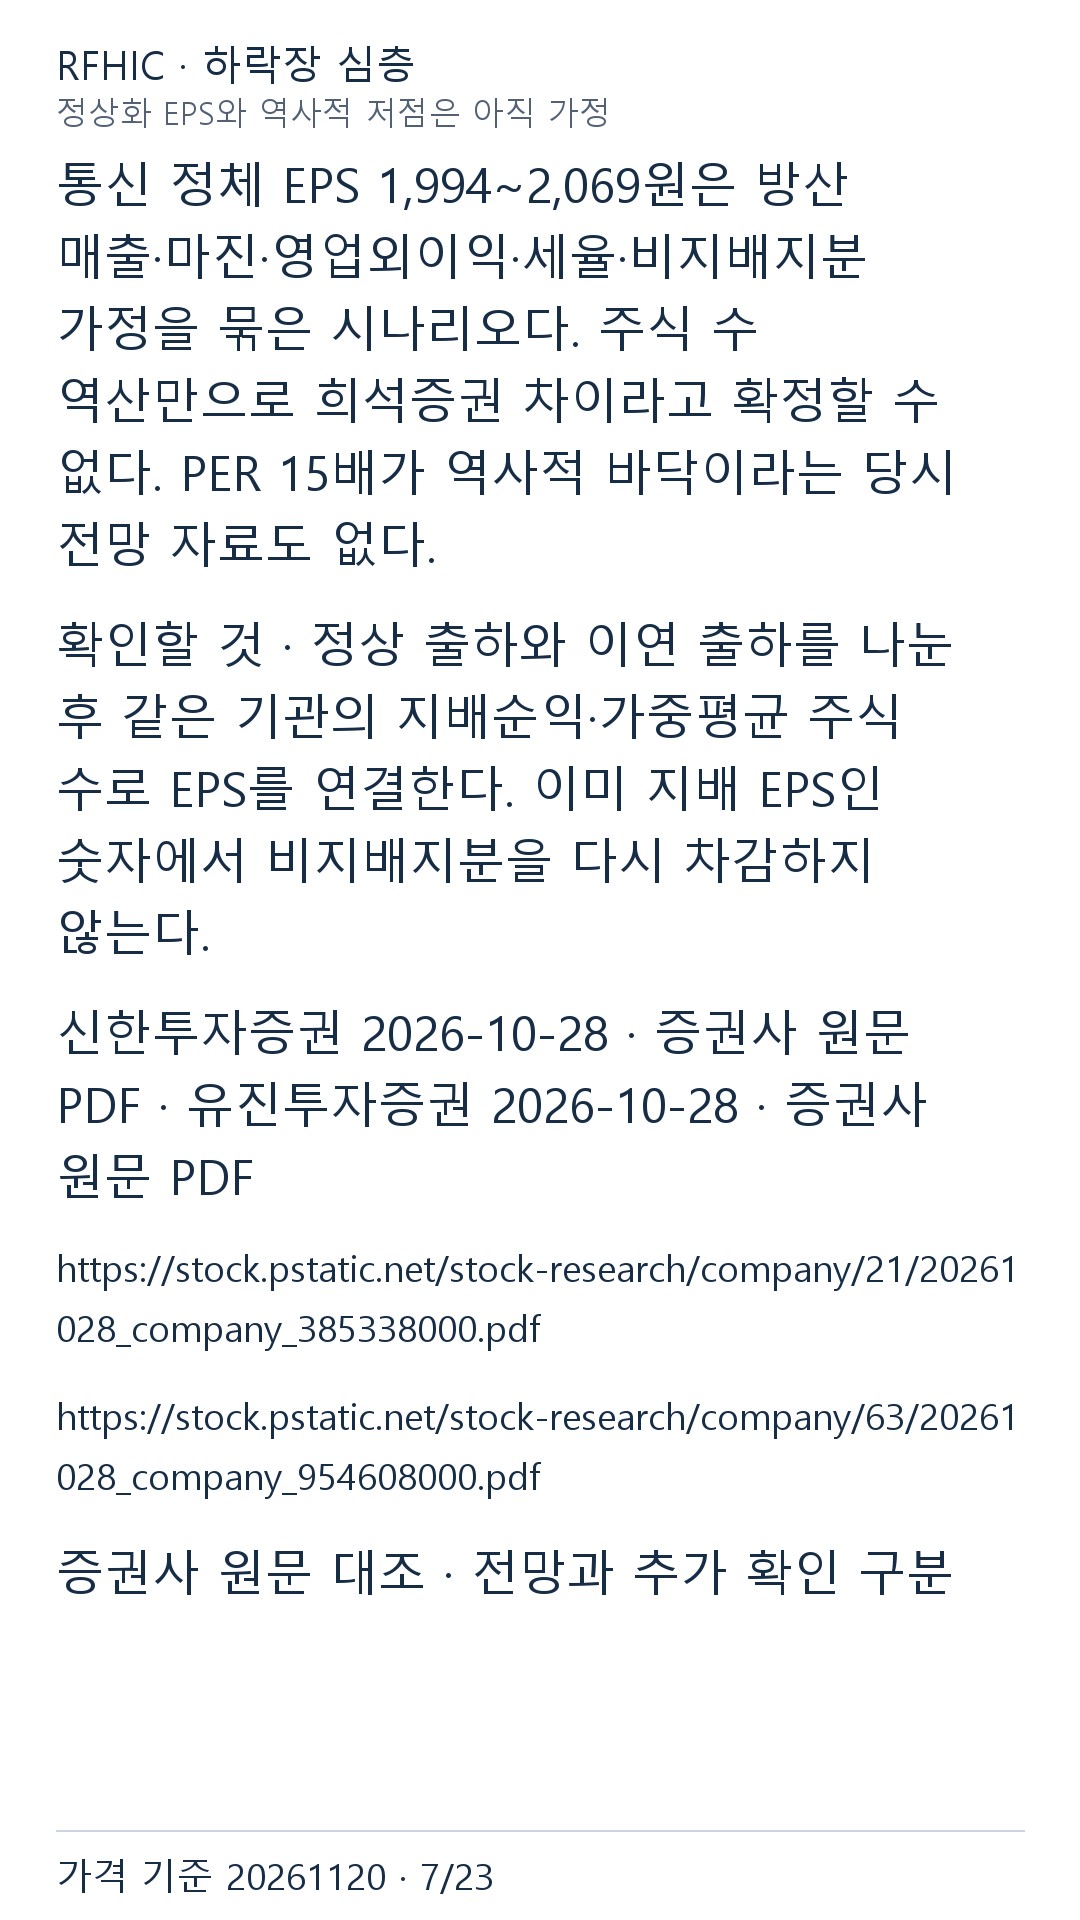 RFHIC · 하락장 심층
정상화 EPS와 역사적 저점은 아직 가정
통신 정체 EPS 1,994~2,069원은 방산
매출·마진·영업외이익·세율·비지배지분
가정을 묶은 시나리오다. 주식 수
역산만으로 희석증권 차이라고 확정할 수
없다. PER 15배가 역사적 바닥이라는 당시
전망 자료도 없다.
확인할 것 · 정상 출하와 이연 출하를 나눈
후 같은 기관의 지배순익·가중평균 주식
수로 EPS를 연결한다. 이미 지배 EPS인
숫자에서 비지배지분을 다시 차감하지
않는다.
신한투자증권 2026-10-28 · 증권사 원문
PDF · 유진투자증권 2026-10-28 · 증권사
원문 PDF
https://stock.pstatic.net/stock-research/company/21/20261
028_company_385338000.pdf
https://stock.pstatic.net/stock-research/company/63/20261
028_company_954608000.pdf
증권사 원문 대조 · 전망과 추가 확인 구분
가격 기준 20261120 · 7/23